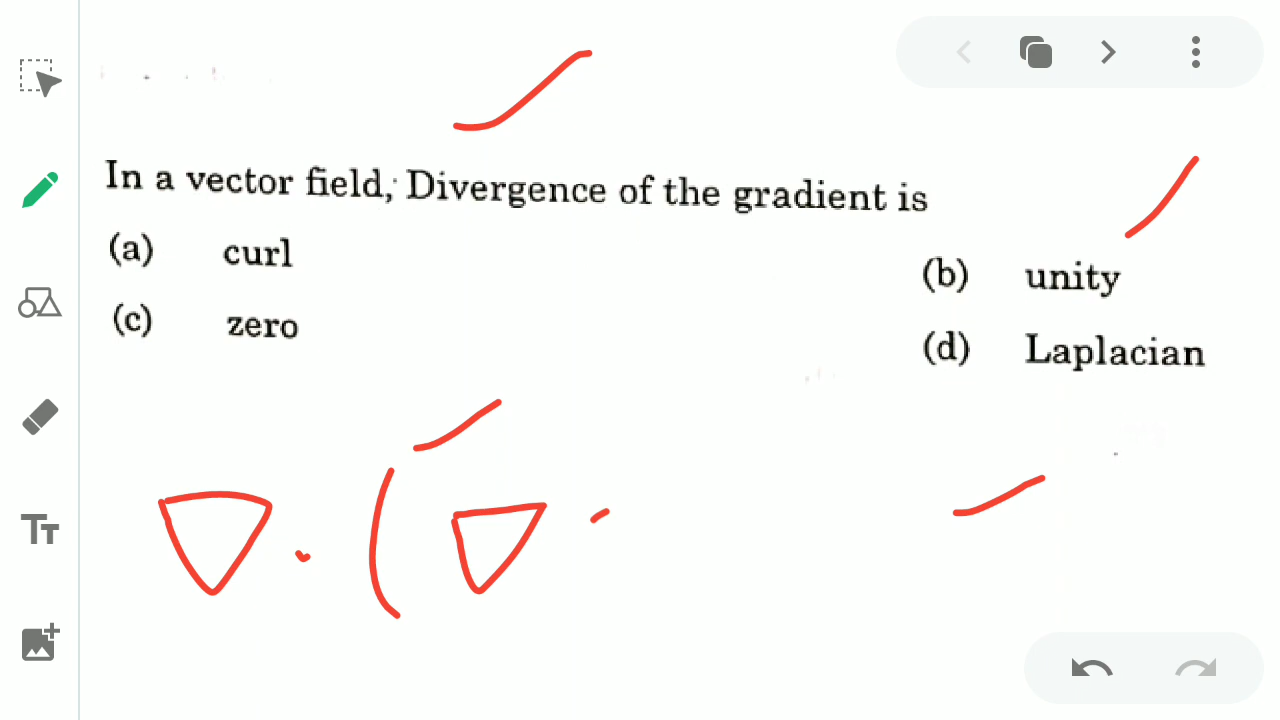 In a vector field, Divergence of the gradient is
(a) curl (b) unity
(c) zero (d) Laplacian
∇ . ( ∇